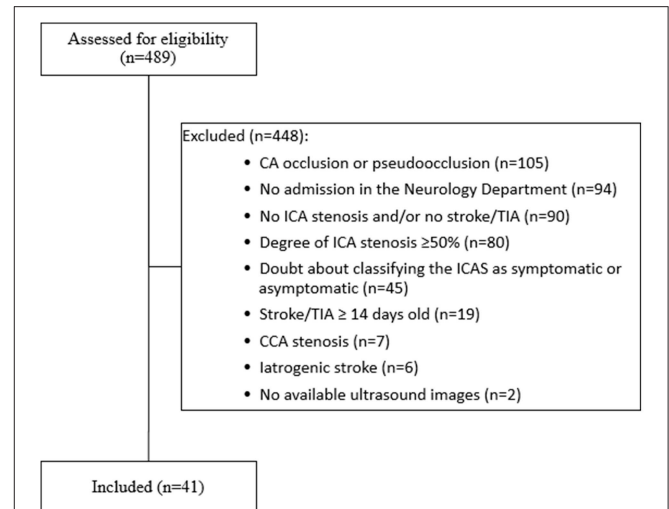 Assessed for eligibility
(n=489)
Excluded (n=448):
• CA occlusion or pseudoocclusion (n=105)
• No admission in the Neurology Department (n=94)
• No ICA stenosis and/or no stroke/TIA (n=90)
• Degree of ICA stenosis ≥50% (n=80)
• Doubt about classifying the ICAS as symptomatic or
asymptomatic (n=45)
• Stroke/TIA ≥ 14 days old (n=19)
• CCA stenosis (n=7)
• Iatrogenic stroke (n=6)
• No available ultrasound images (n=2)
Included (n=41)